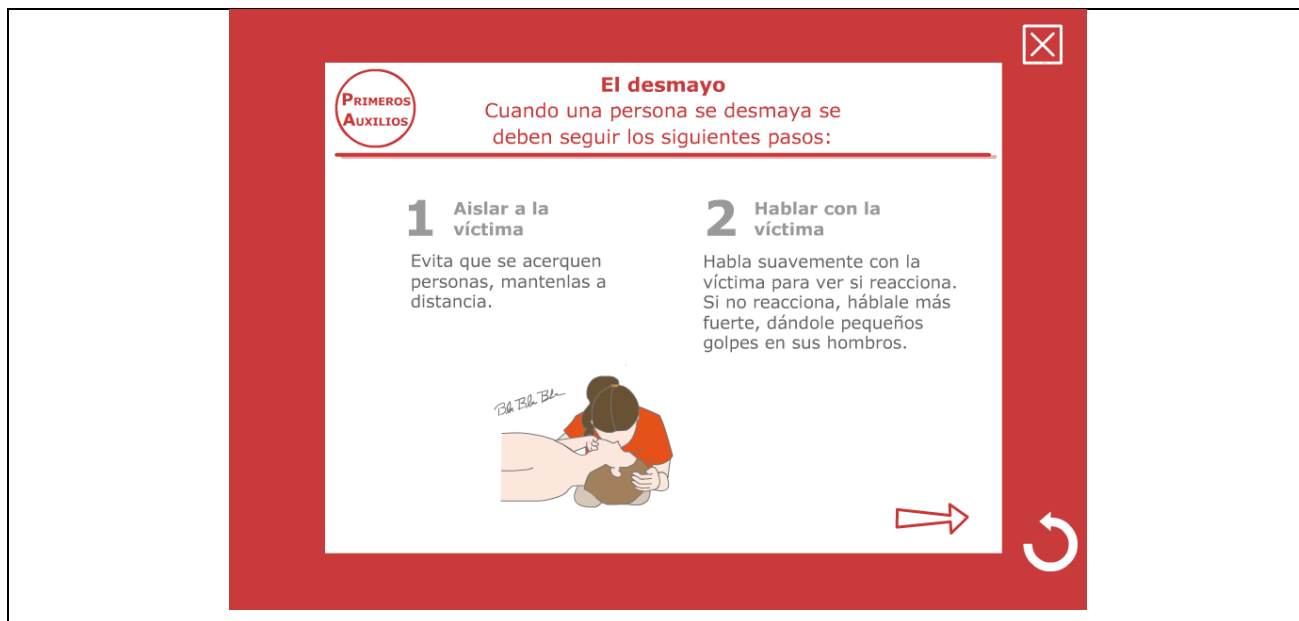 PRIMEROS
AUXILIOS
El desmayo
Cuando una persona se desmaya se
deben seguir los siguientes pasos:
1
Aislar a la
víctima
Evita que se acerquen
personas, mantenlas a
distancia.
2
Hablar con la
víctima
Habla suavemente con la
víctima para ver si reacciona.
Si no reacciona, háblale más
fuerte, dándole pequeños
golpes en sus hombros.
Bla Bla Bla